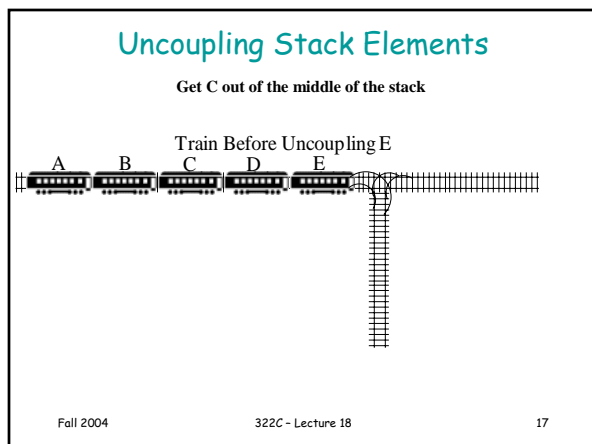 Uncoupling Stack Elements
Get C out of the middle of the stack
Train Before Uncoupling E
A B C D E
Fall 2004 322C – Lecture 18 17